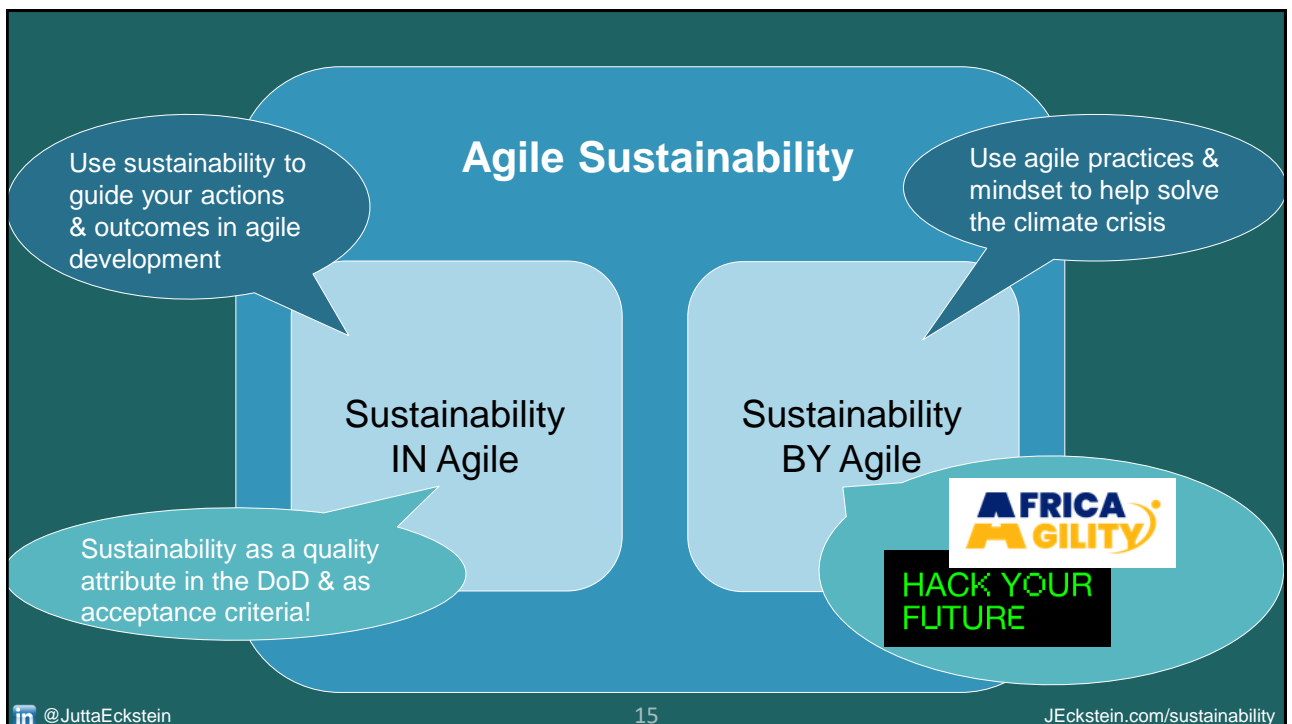 Agile Sustainability
Use sustainability to
guide your actions
& outcomes in agile
development
Use agile practices &
mindset to help solve
the climate crisis
Sustainability
IN Agile
Sustainability
BY Agile
Sustainability as a quality
attribute in the DoD & as
acceptance criteria!
AFRICA
AGILITY
HACK YOUR
FUTURE
in @JuttaEckstein
15
JEckstein.com/sustainability